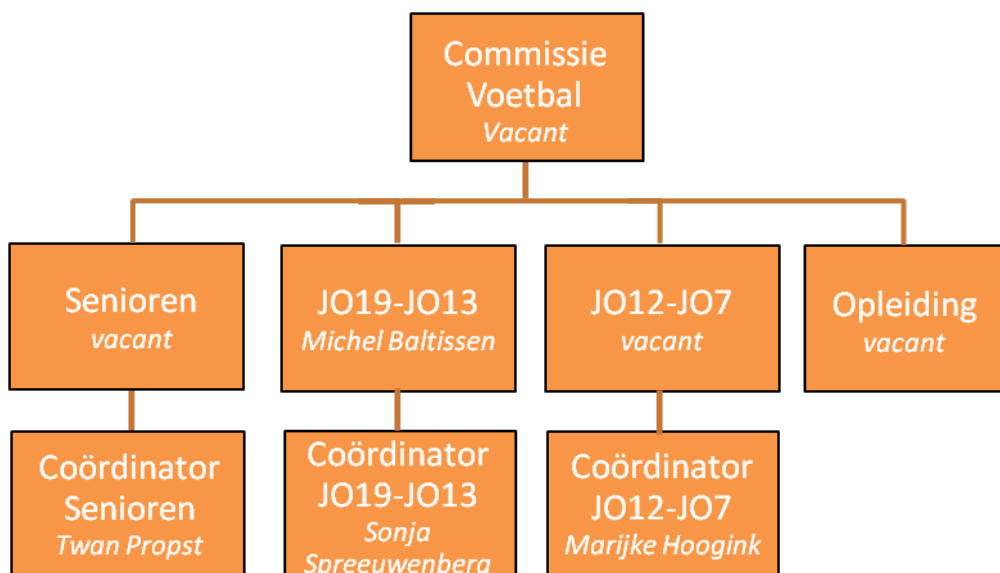 Commissie
Voetbal
Vacant
Senioren
vacant
JO19-JO13
Michel Baltissen
JO12-JO7
vacant
Opleiding
vacant
Coördinator
Senioren
Twan Propst
Coördinator
JO19-JO13
Sonja
Spreeuwenberg
Coördinator
JO12-JO7
Marijke Hoogink